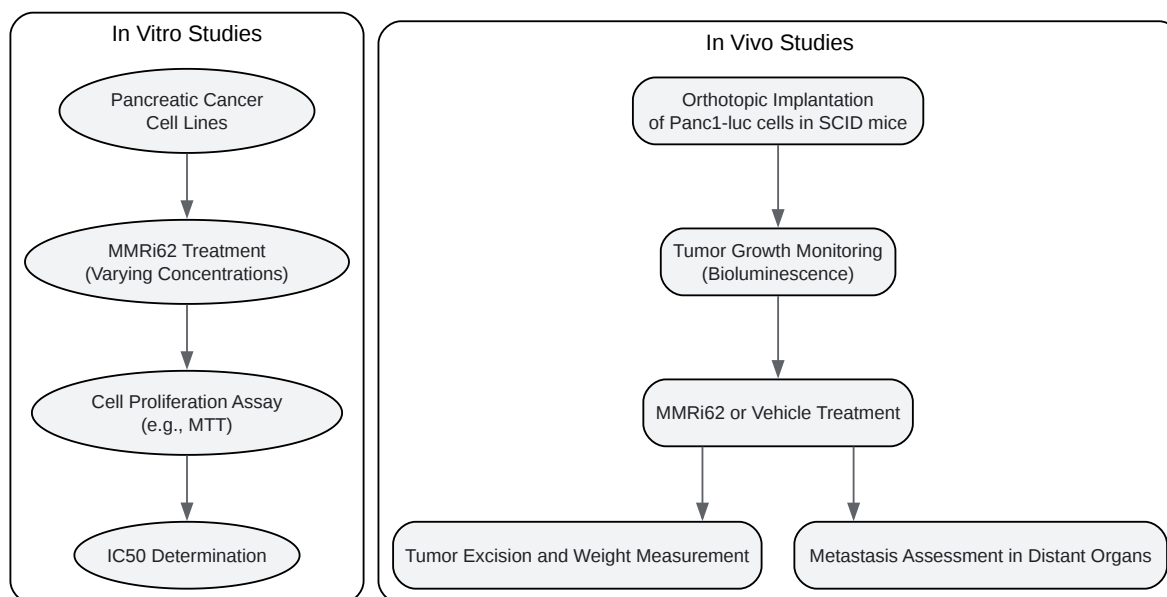 In Vitro Studies
Pancreatic Cancer
Cell Lines
MMRi62 Treatment
(Varying Concentrations)
Cell Proliferation Assay
(e.g., MTT)
IC50 Determination
In Vivo Studies
Orthotopic Implantation
of Panc1-luc cells in SCID mice
Tumor Growth Monitoring
(Bioluminescence)
MMRi62 or Vehicle Treatment
Tumor Excision and Weight Measurement
Metastasis Assessment in Distant Organs